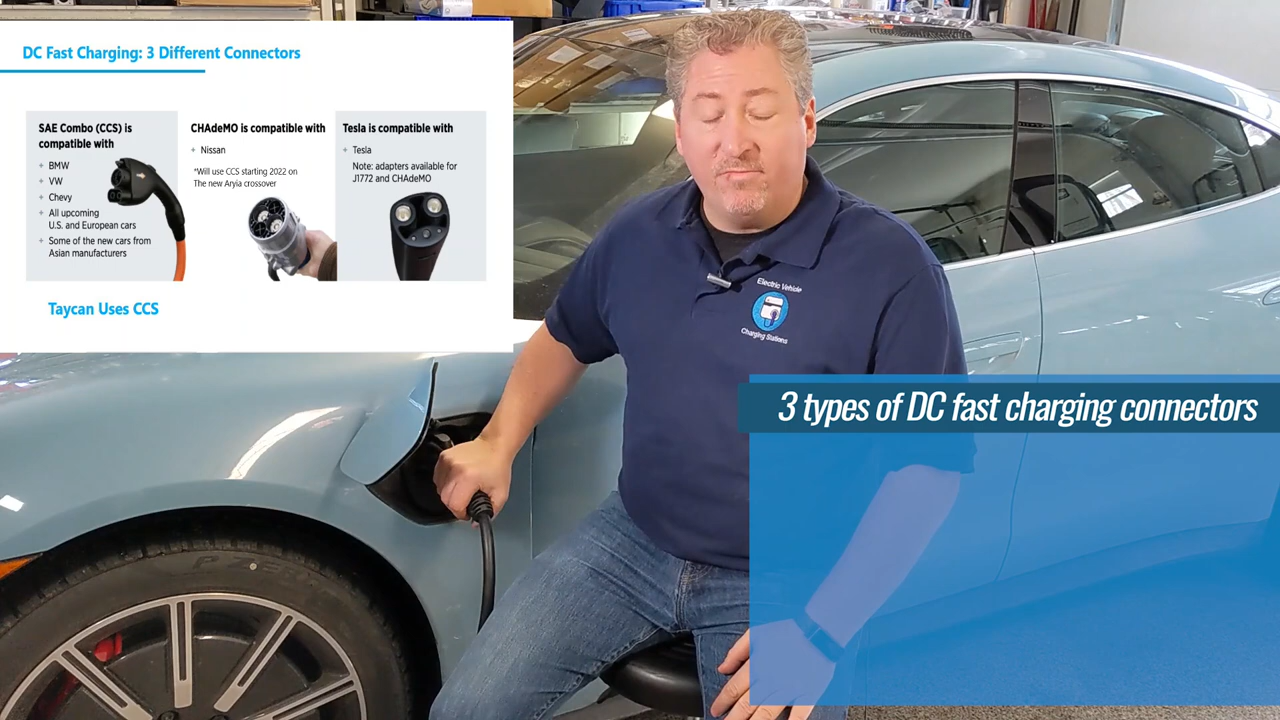 DC Fast Charging: 3 Different Connectors
SAE Combo (CCS) is
compatible with
+ BMW
+ VW
+ Chevy
+ All upcoming
U.S. and European cars
+ Some of the new cars from
Asian manufacturers
CHAdeMO is compatible with
+ Nissan
*Will use CCS starting 2022 on
The new Aryia crossover
Tesla is compatible with
+ Tesla
Note: adapters available for
J1772 and CHAdeMO
Taycan Uses CCS
Electric Vehicle
Charging Stations
3 types of DC fast charging connectors